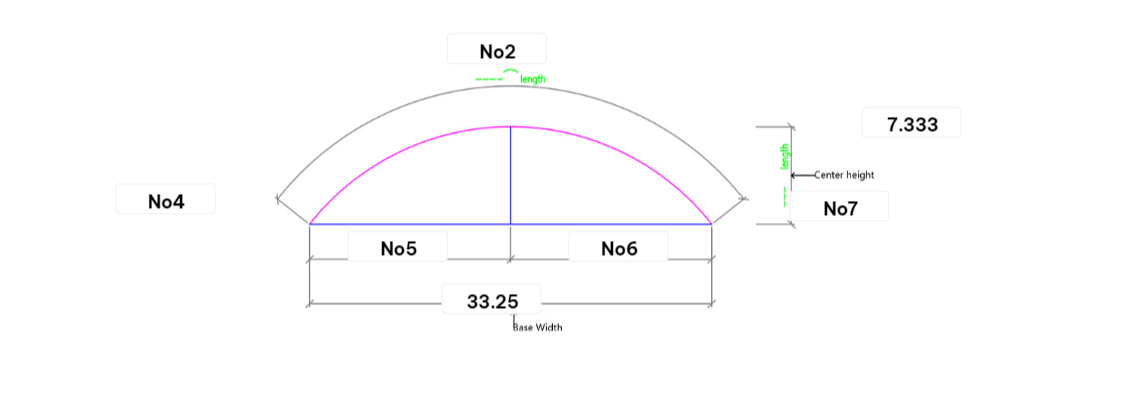 No2
---- length
7.333
length
----
Center height
No4
No7
No5
No6
33.25
Base Width